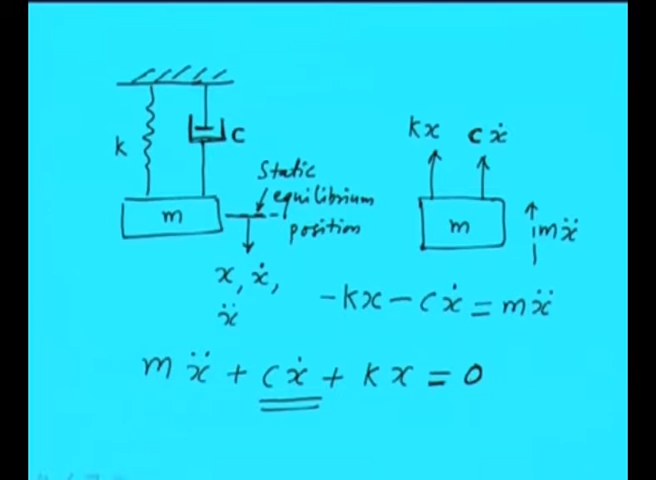 k
c
m
Static
equilibrium
position
x, ẋ,
ẍ
kx cẋ
m
mẍ
-kx - cẋ = mẍ
mẍ + cẋ + kx = 0